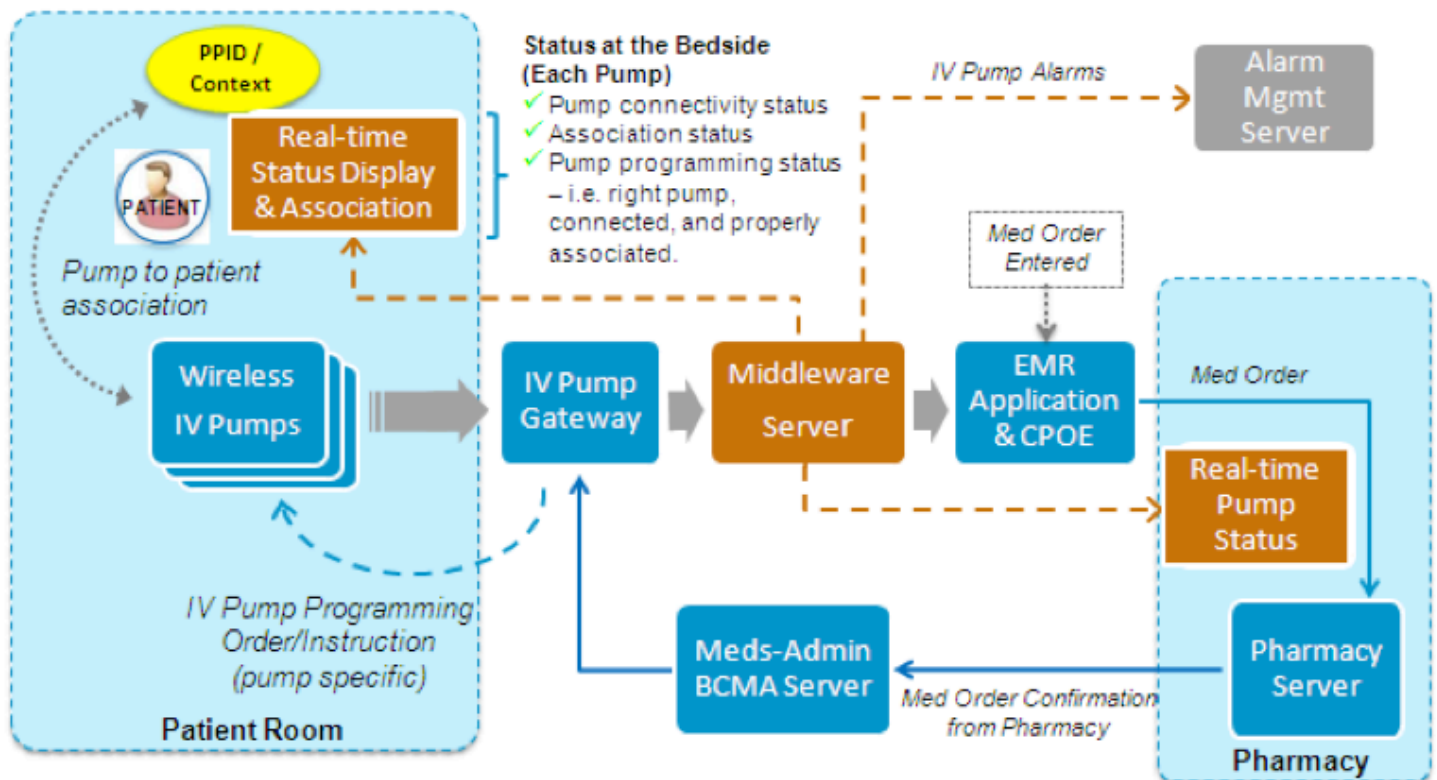 PPID /
Context
Real-time
Status Display
& Association
PATIENT
Pump to patient
association
Status at the Bedside
(Each Pump)
✓ Pump connectivity status
✓ Association status
✓ Pump programming status
– i.e. right pump,
connected, and properly
associated.
IV Pump Alarms
Alarm
Mgmt
Server
Med Order
Entered
Wireless
IV Pumps
IV Pump
Gateway
Middleware
Server
EMR
Application
& CPOE
Med Order
Real-time
Pump
Status
IV Pump Programming
Order/Instruction
(pump specific)
Patient Room
Meds-Admin
BCMA Server
Med Order Confirmation
from Pharmacy
Pharmacy
Server
Pharmacy